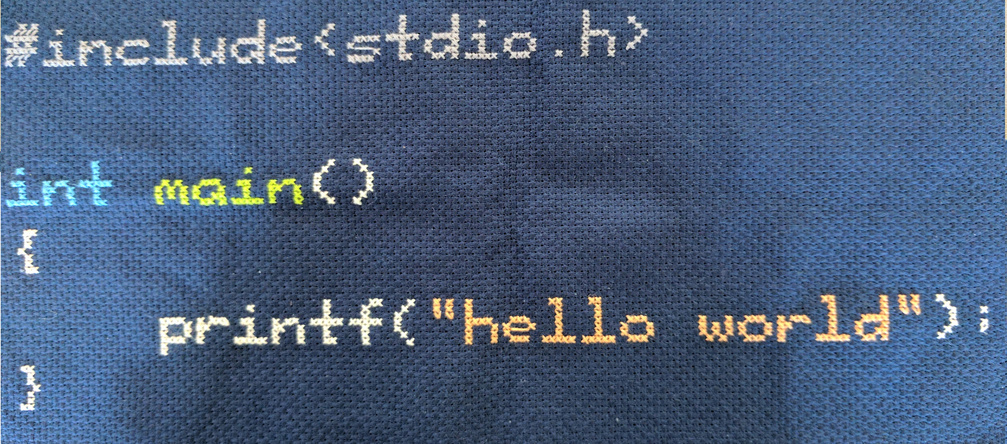 #include<stdio.h>
int main()
{
printf("hello world");
}